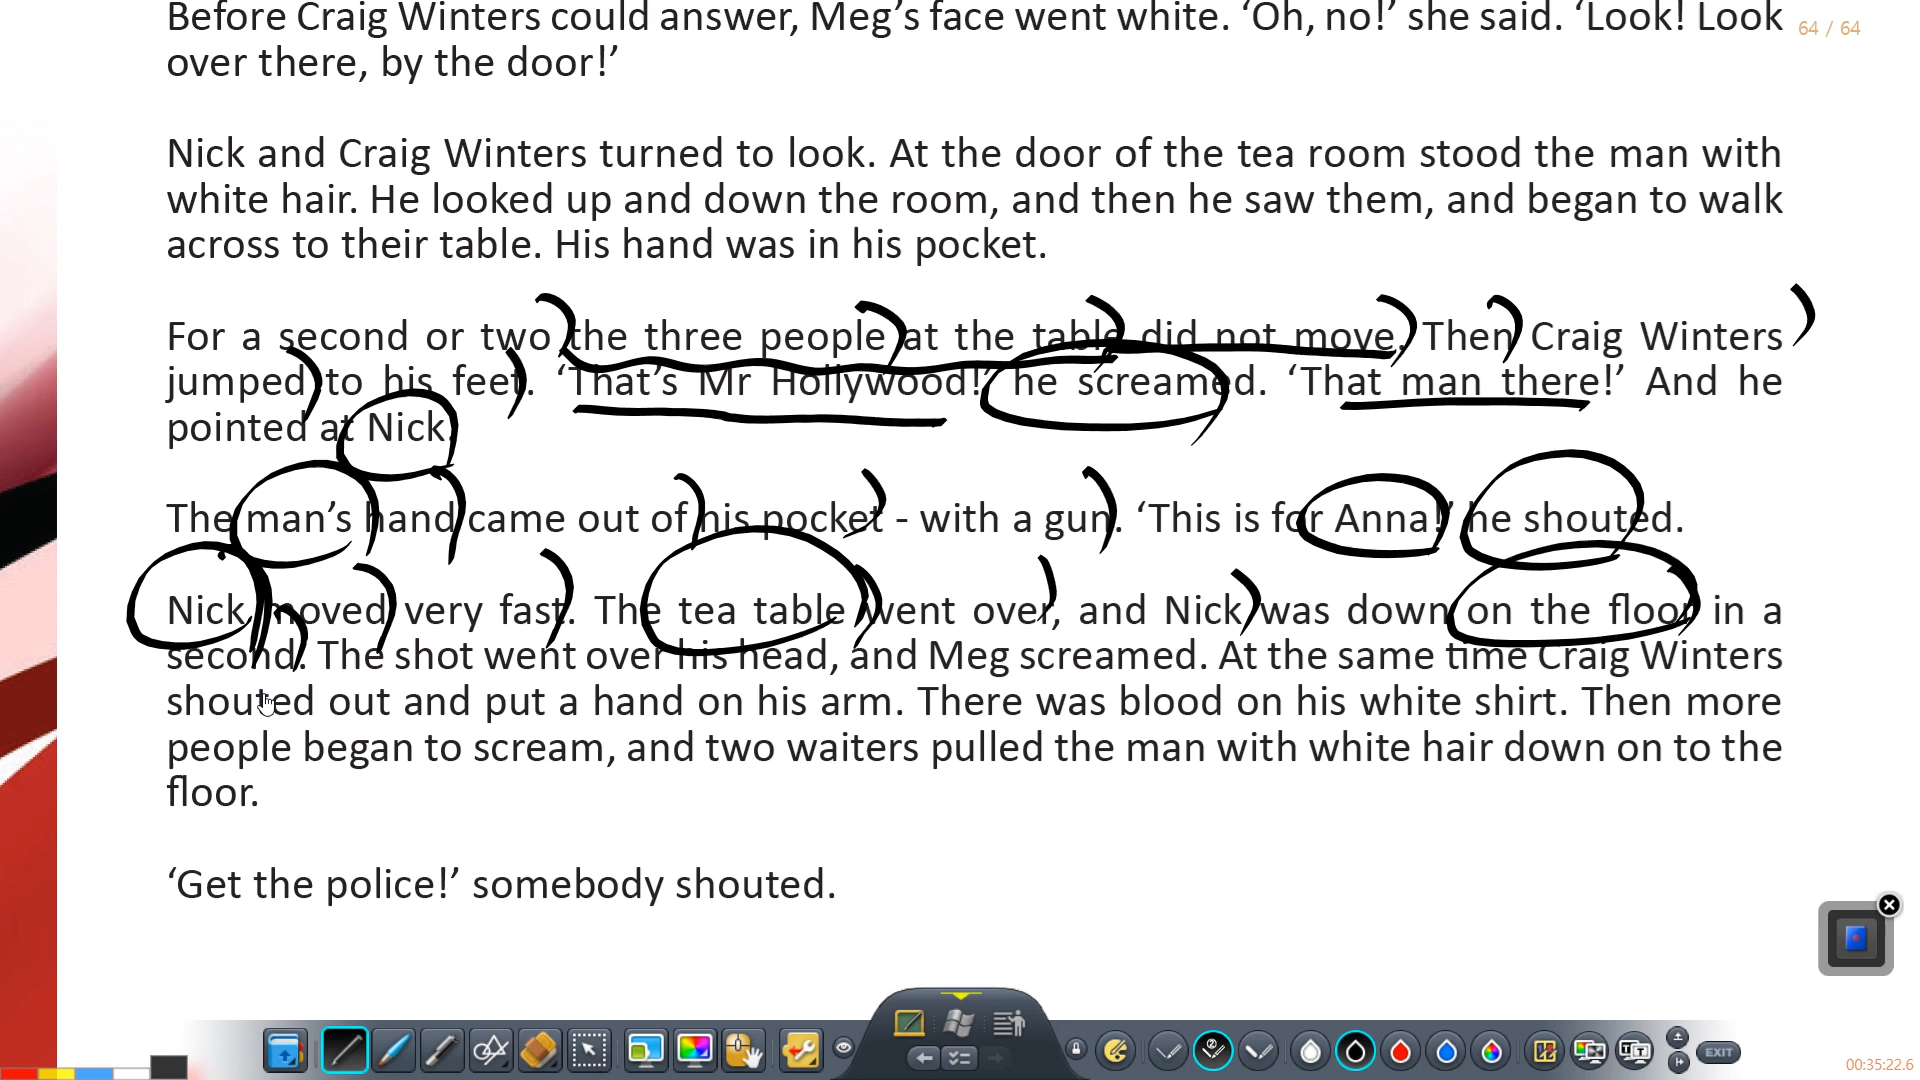 Before Craig Winters could answer, Meg’s face went white. ‘Oh, no!’ she said. ‘Look! Look
64 / 64
over there, by the door!’
Nick and Craig Winters turned to look. At the door of the tea room stood the man with
white hair. He looked up and down the room, and then he saw them, and began to walk
across to their table. His hand was in his pocket.
For a second or two the three people at the table did not move. Then Craig Winters
jumped to his feet. ‘That’s Mr Hollywood!’ he screamed. ‘That man there!’ And he
pointed at Nick.
The man’s hand came out of his pocket - with a gun. ‘This is for Anna!’ he shouted.
Nick moved very fast. The tea table went over, and Nick was down on the floor in a
second. The shot went over his head, and Meg screamed. At the same time Craig Winters
shouted out and put a hand on his arm. There was blood on his white shirt. Then more
people began to scream, and two waiters pulled the man with white hair down on to the
floor.
‘Get the police!’ somebody shouted.
EXIT
00:35:22.6